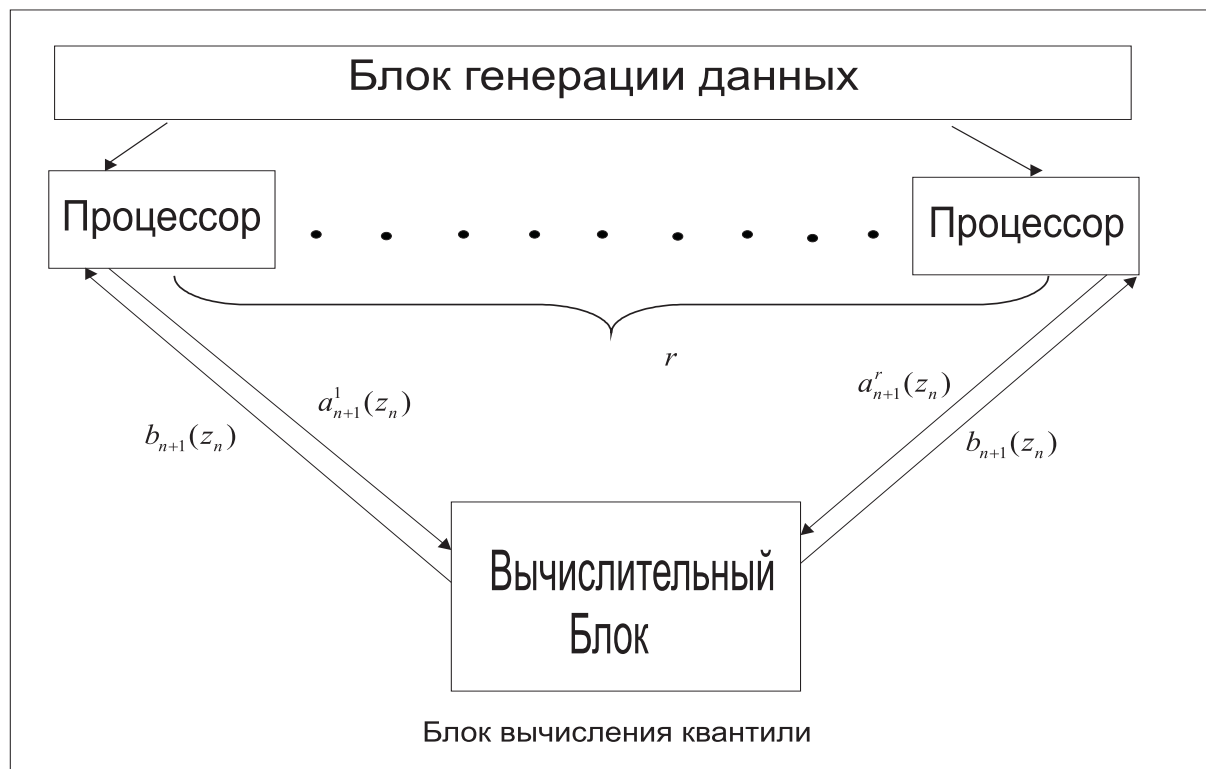 Блок генерации данных
Процессор
Процессор
r
a^1_{n+1}(z_n)
b_{n+1}(z_n)
a^r_{n+1}(z_n)
b_{n+1}(z_n)
Вычислительный
Блок
Блок вычисления квантили